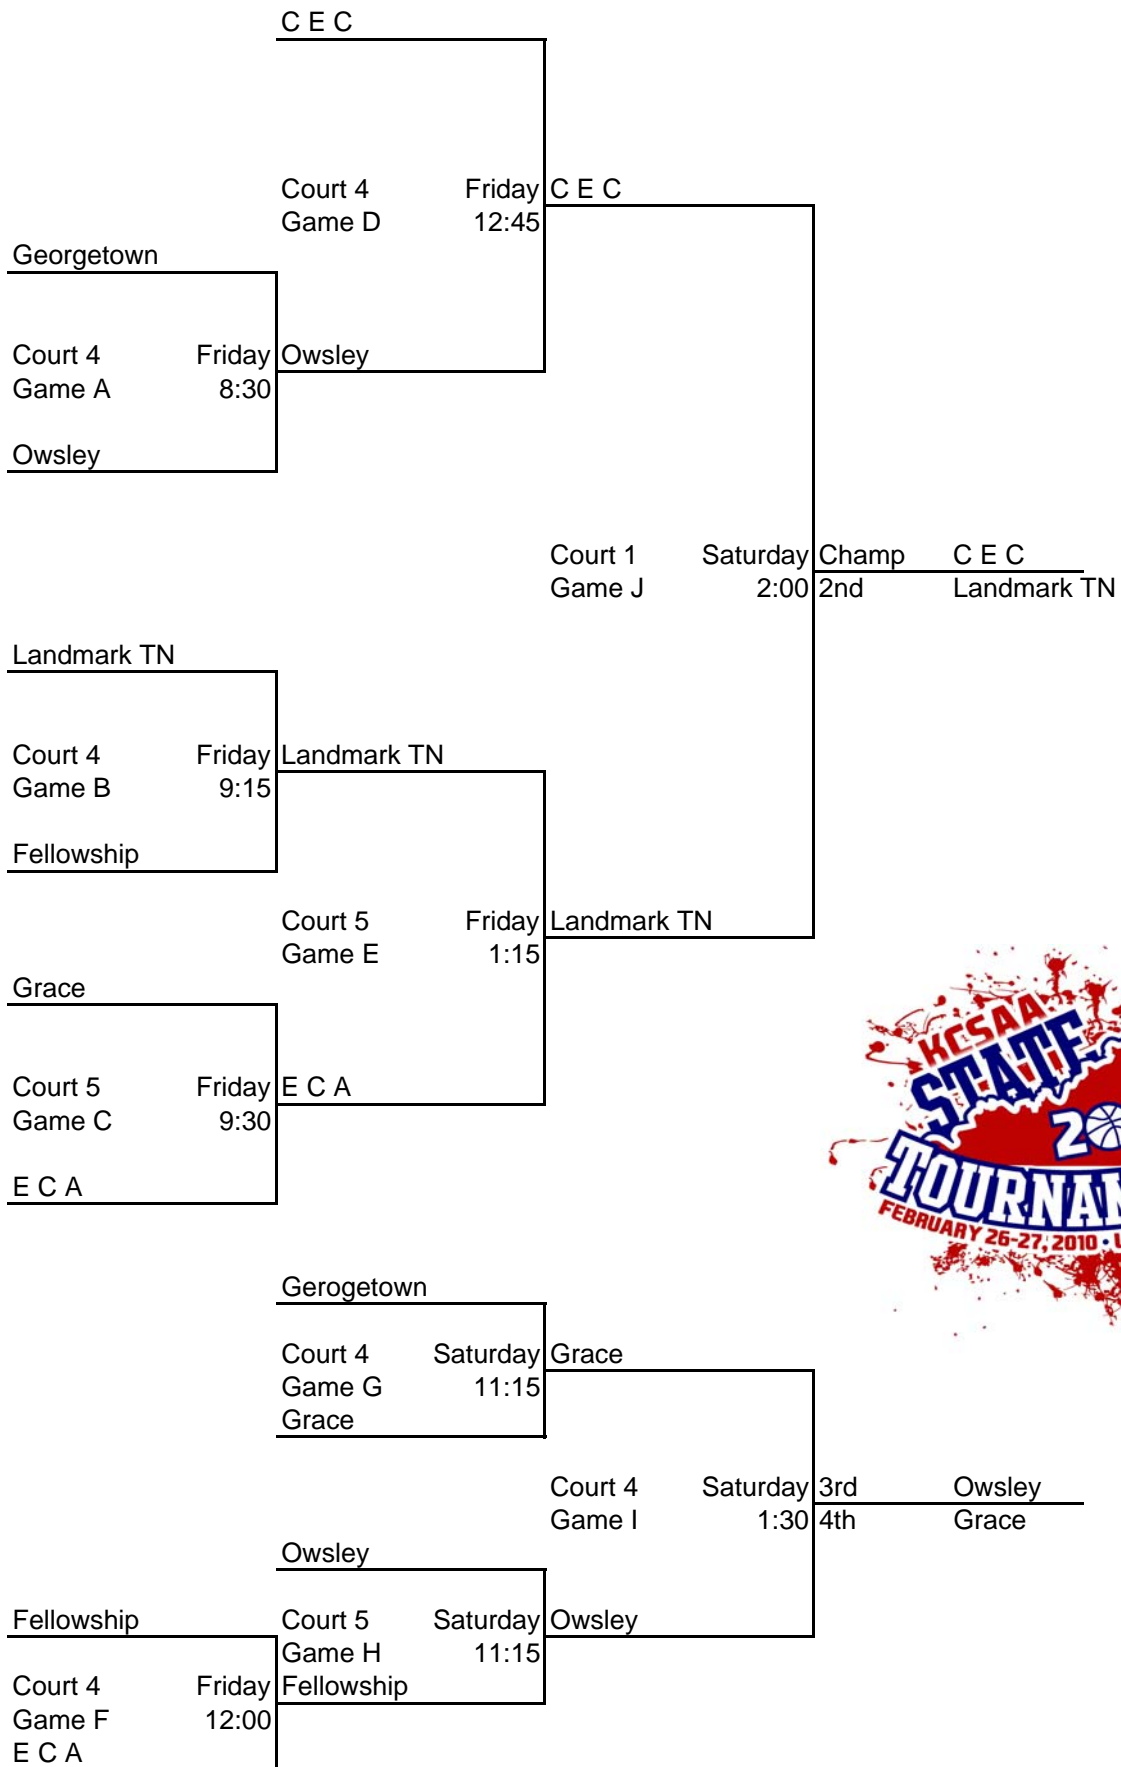 C E C
Court 4 Friday C E C
Game D 12:45
Georgetown
Court 4 Friday Owsley
Game A 8:30
Owsley
Court 1 Saturday Champ C E C
Game J 2:00 2nd Landmark TN
Landmark TN
Court 4 Friday Landmark TN
Game B 9:15
Fellowship
Court 5 Friday Landmark TN
Game E 1:15
Grace
Court 5 Friday E C A
Game C 9:30
E C A
KCSAA
STATE
TOURNAM
FEBRUARY 26-27, 2010 •
Gerogetown
Court 4 Saturday Grace
Game G 11:15
Grace
Court 4 Saturday 3rd Owsley
Game I 1:30 4th Grace
Owsley
Fellowship Court 5 Saturday Owsley
Game H 11:15
Court 4 Friday Fellowship
Game F 12:00
E C A